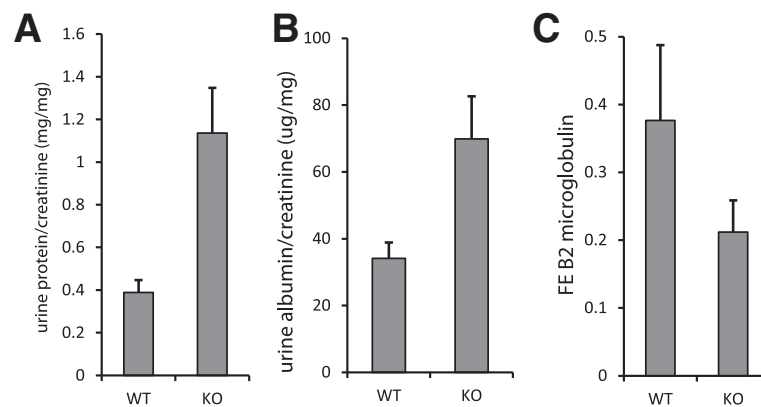 A
urine protein/creatinine (mg/mg)
1.6
1.4
1.2
1
0.8
0.6
0.4
0.2
0
WT KO
B
urine albumin/creatinine (ug/mg)
100
80
60
40
20
0
WT KO
C
FE B2 microglobulin
0.5
0.4
0.3
0.2
0.1
0
WT KO